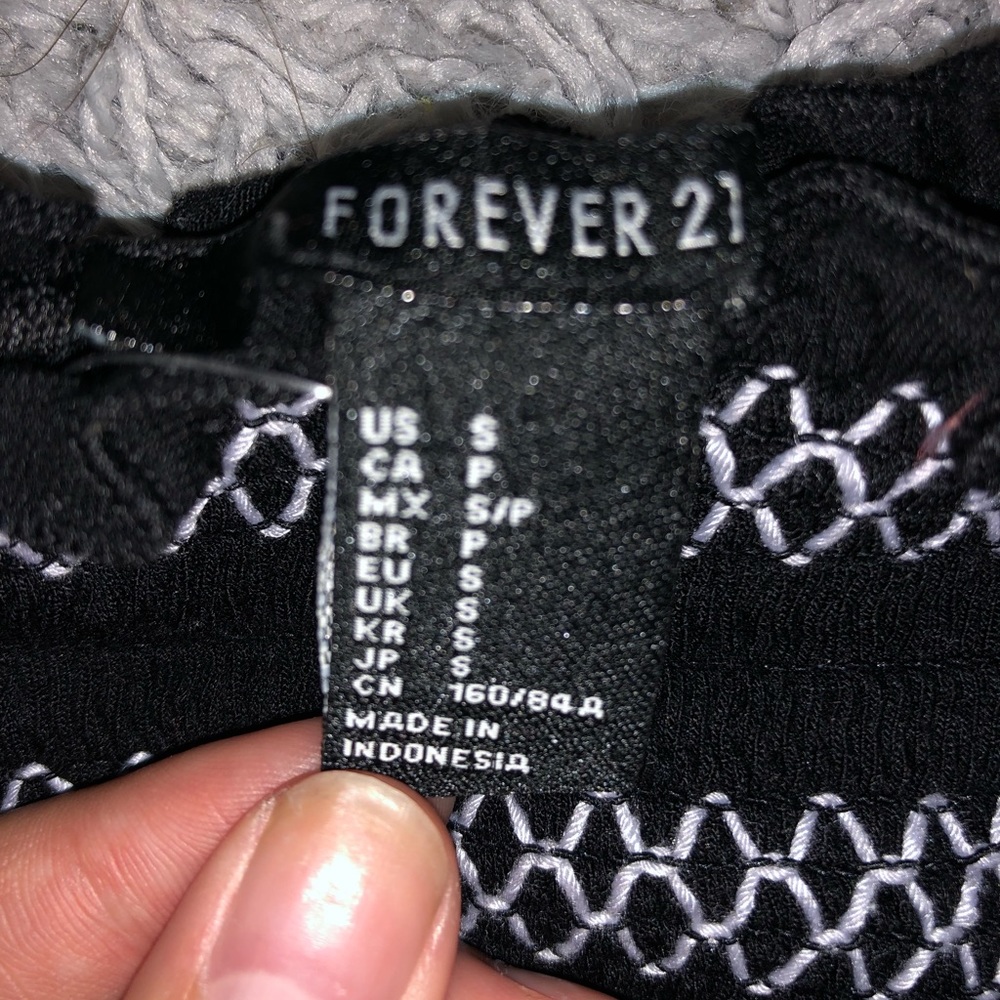 FOREVER 21
US S
CA P
MX S/P
BR P
EU S
UK S
KR S
JP S
CN 160/84A
MADE IN
INDONESIA